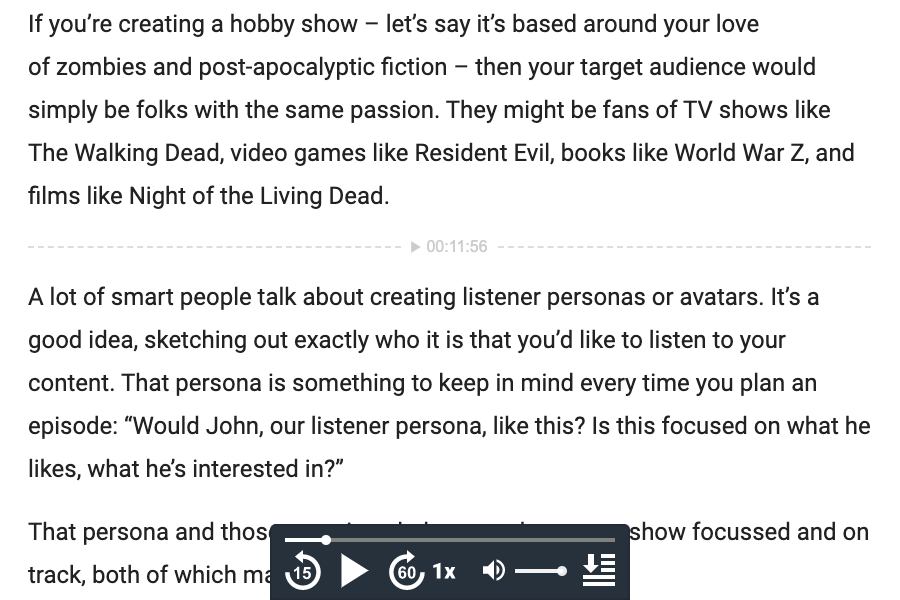 If you're creating a hobby show – let's say it's based around your love
of zombies and post-apocalyptic fiction – then your target audience would
simply be folks with the same passion. They might be fans of TV shows like
The Walking Dead, video games like Resident Evil, books like World War Z, and
films like Night of the Living Dead.
00:11:56
A lot of smart people talk about creating listener personas or avatars. It's a
good idea, sketching out exactly who it is that you'd like to listen to your
content. That persona is something to keep in mind every time you plan an
episode: “Would John, our listener persona, like this? Is this focused on what he
likes, what he's interested in?”
That persona and those show focussed and on
track, both of which
15 60 1x